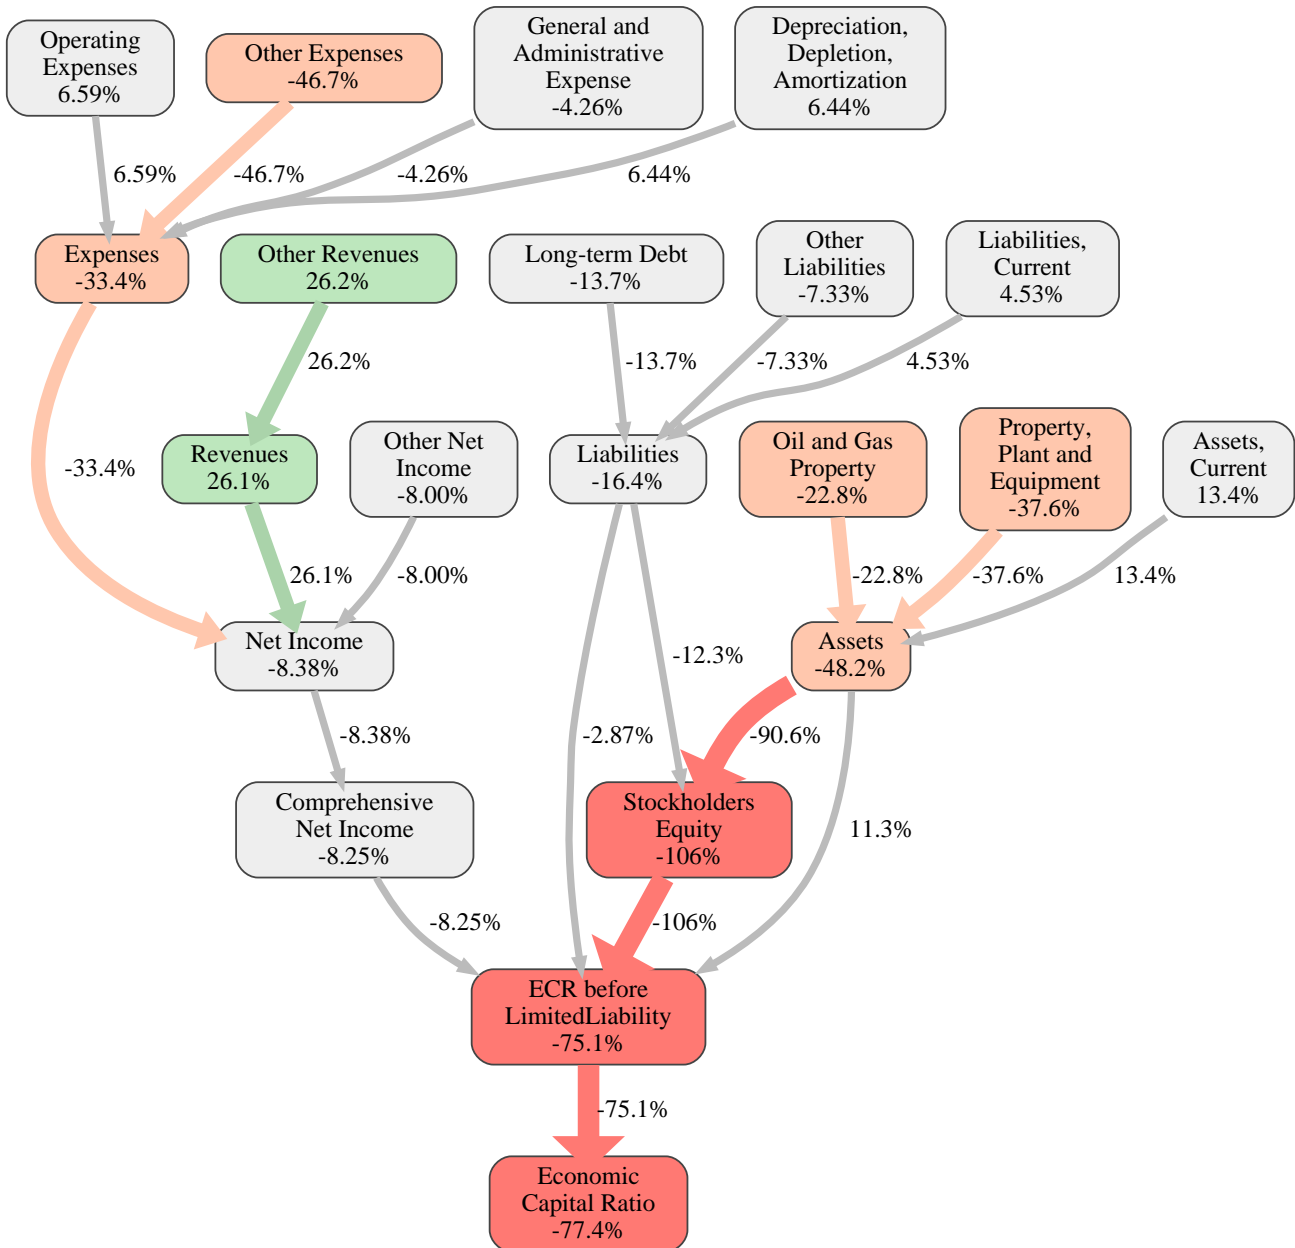 Operating
Expenses
6.59%
Other Expenses
-46.7%
General and
Administrative
Expense
-4.26%
Depreciation,
Depletion,
Amortization
6.44%
6.59%
-46.7%
-4.26%
6.44%
Expenses
-33.4%
Other Revenues
26.2%
Long-term Debt
-13.7%
Other
Liabilities
-7.33%
Liabilities,
Current
4.53%
26.2%
-13.7%
-7.33%
4.53%
-33.4%
Revenues
26.1%
Other Net
Income
-8.00%
Liabilities
-16.4%
Oil and Gas
Property
-22.8%
Property,
Plant and
Equipment
-37.6%
Assets,
Current
13.4%
26.1%
-8.00%
-22.8%
-37.6%
13.4%
Net Income
-8.38%
-12.3%
Assets
-48.2%
-8.38%
-2.87%
-90.6%
Comprehensive
Net Income
-8.25%
Stockholders
Equity
-106%
11.3%
-8.25%
-106%
ECR before
LimitedLiability
-75.1%
-75.1%
Economic
Capital Ratio
-77.4%